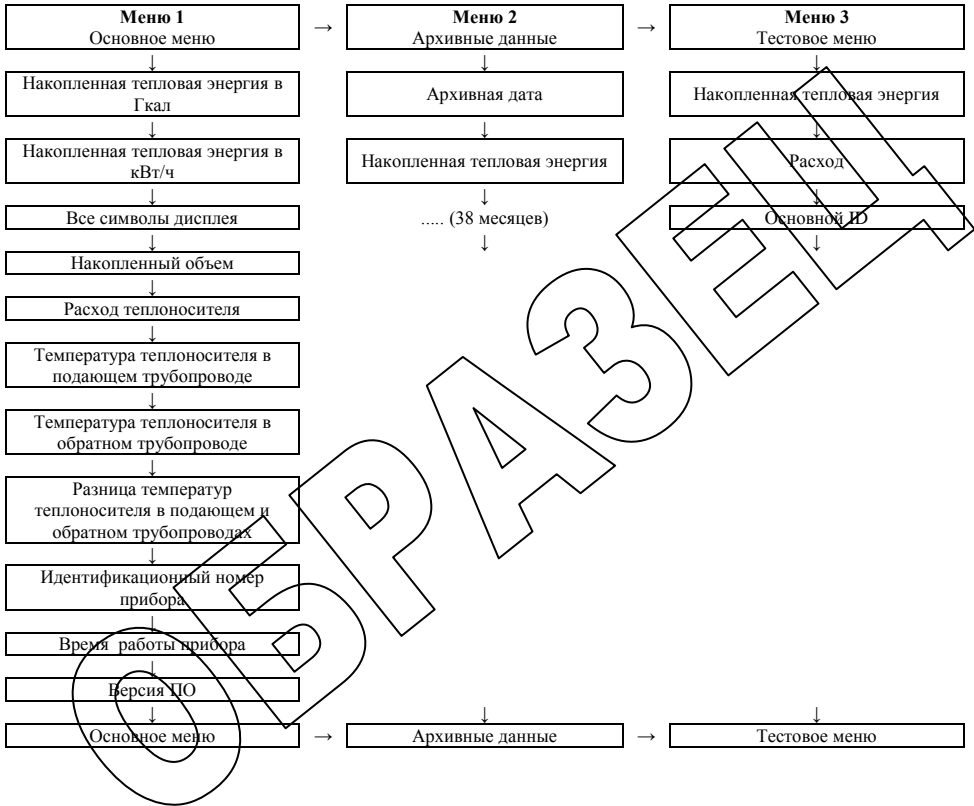 Меню 1
Основное меню
→
Меню 2
Архивные данные
→
Меню 3
Тестовое меню
↓
↓
↓
Накопленная тепловая энергия в
Гкал
Архивная дата
Накопленная тепловая энергия
↓
↓
↓
Накопленная тепловая энергия в
кВт/ч
Накопленная тепловая энергия
Расход
↓
↓
↓
Все символы дисплея
..... (38 месяцев)
Основной ID
↓
↓
↓
Накопленный объем
↓
Расход теплоносителя
↓
Температура теплоносителя в
подающем трубопроводе
↓
Температура теплоносителя в
обратном трубопроводе
↓
Разница температур
теплоносителя в подающем и
обратном трубопроводах
↓
Идентификационный номер
прибора
↓
Время работы прибора
↓
Версия ПО
↓
↓
↓
Основное меню
→
Архивные данные
→
Тестовое меню
ОБРАЗЕЦ